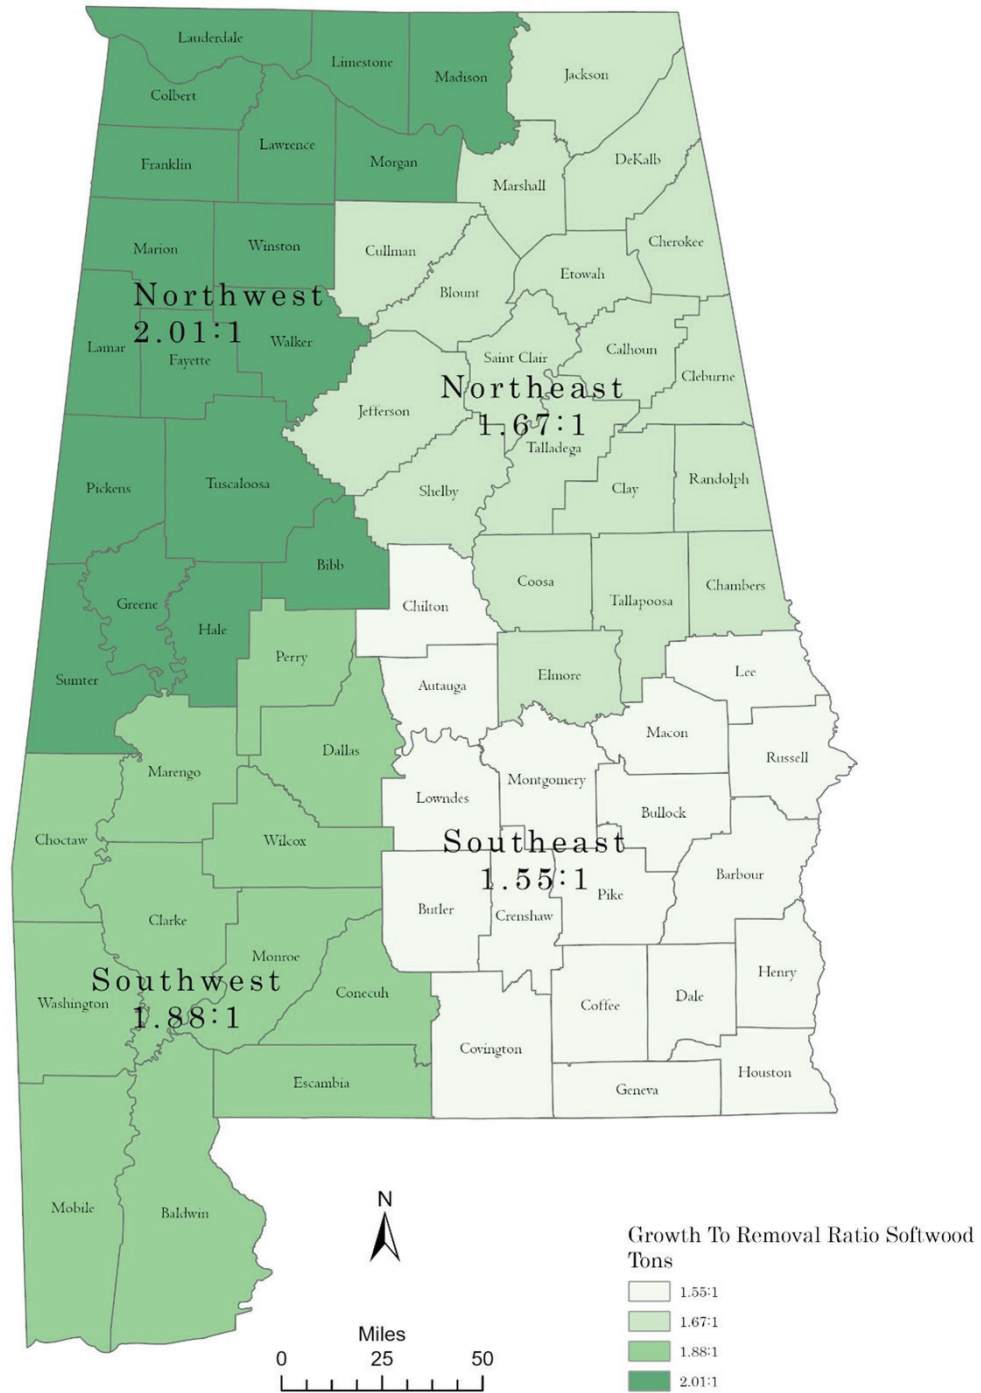 Lauderdale
Limestone
Madison
Jackson
Colbert
Lawrence
Franklin
Morgan
DeKalb
Marshall
Marion
Winston
Cullman
Cherokee
Etowah
Blount
Northwest
2.01:1
Lamar
Fayette
Walker
Saint Clair
Calhoun
Cleburne
Northeast
1.67:1
Jefferson
Talladega
Pickens
Tuscaloosa
Shelby
Clay
Randolph
Bibb
Coosa
Tallapoosa
Chambers
Greene
Hale
Chilton
Perry
Sumter
Autauga
Elmore
Lee
Macon
Dallas
Marengo
Lowndes
Montgomery
Russell
Bullock
Choctaw
Wilcox
Southeast
1.55:1
Barbour
Pike
Butler
Crenshaw
Clarke
Monroe
Henry
Southwest
1.88:1
Washington
Conecuh
Coffee
Dale
Covington
Escambia
Geneva
Houston
Mobile
Baldwin
N
Miles
0 25 50
Growth To Removal Ratio Softwood
Tons
1.55:1
1.67:1
1.88:1
2.01:1